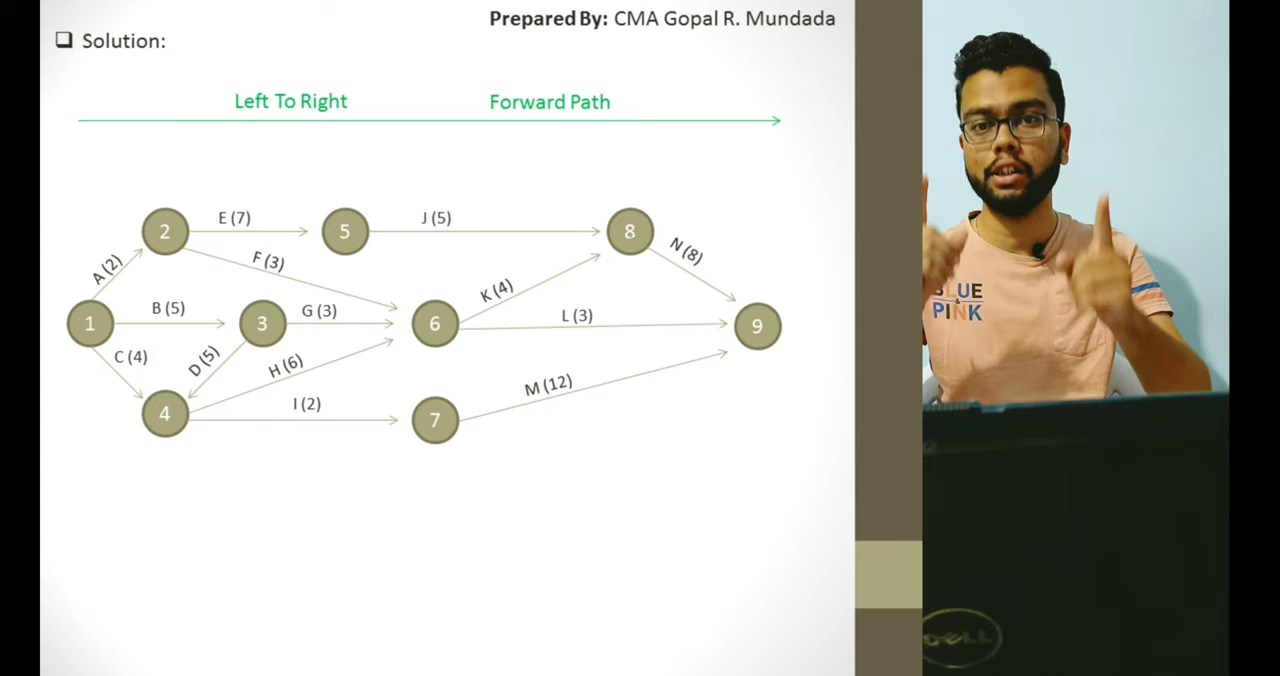 Prepared By: CMA Gopal R. Mundada
❑ Solution:
Left To Right
Forward Path
A (2)
E (7)
J (5)
F (3)
N (8)
B (5)
G (3)
K (4)
L (3)
C (4)
D (5)
H (6)
I (2)
M (12)
1
2
3
4
5
6
7
8
9
BLUE
&
PINK
DELL